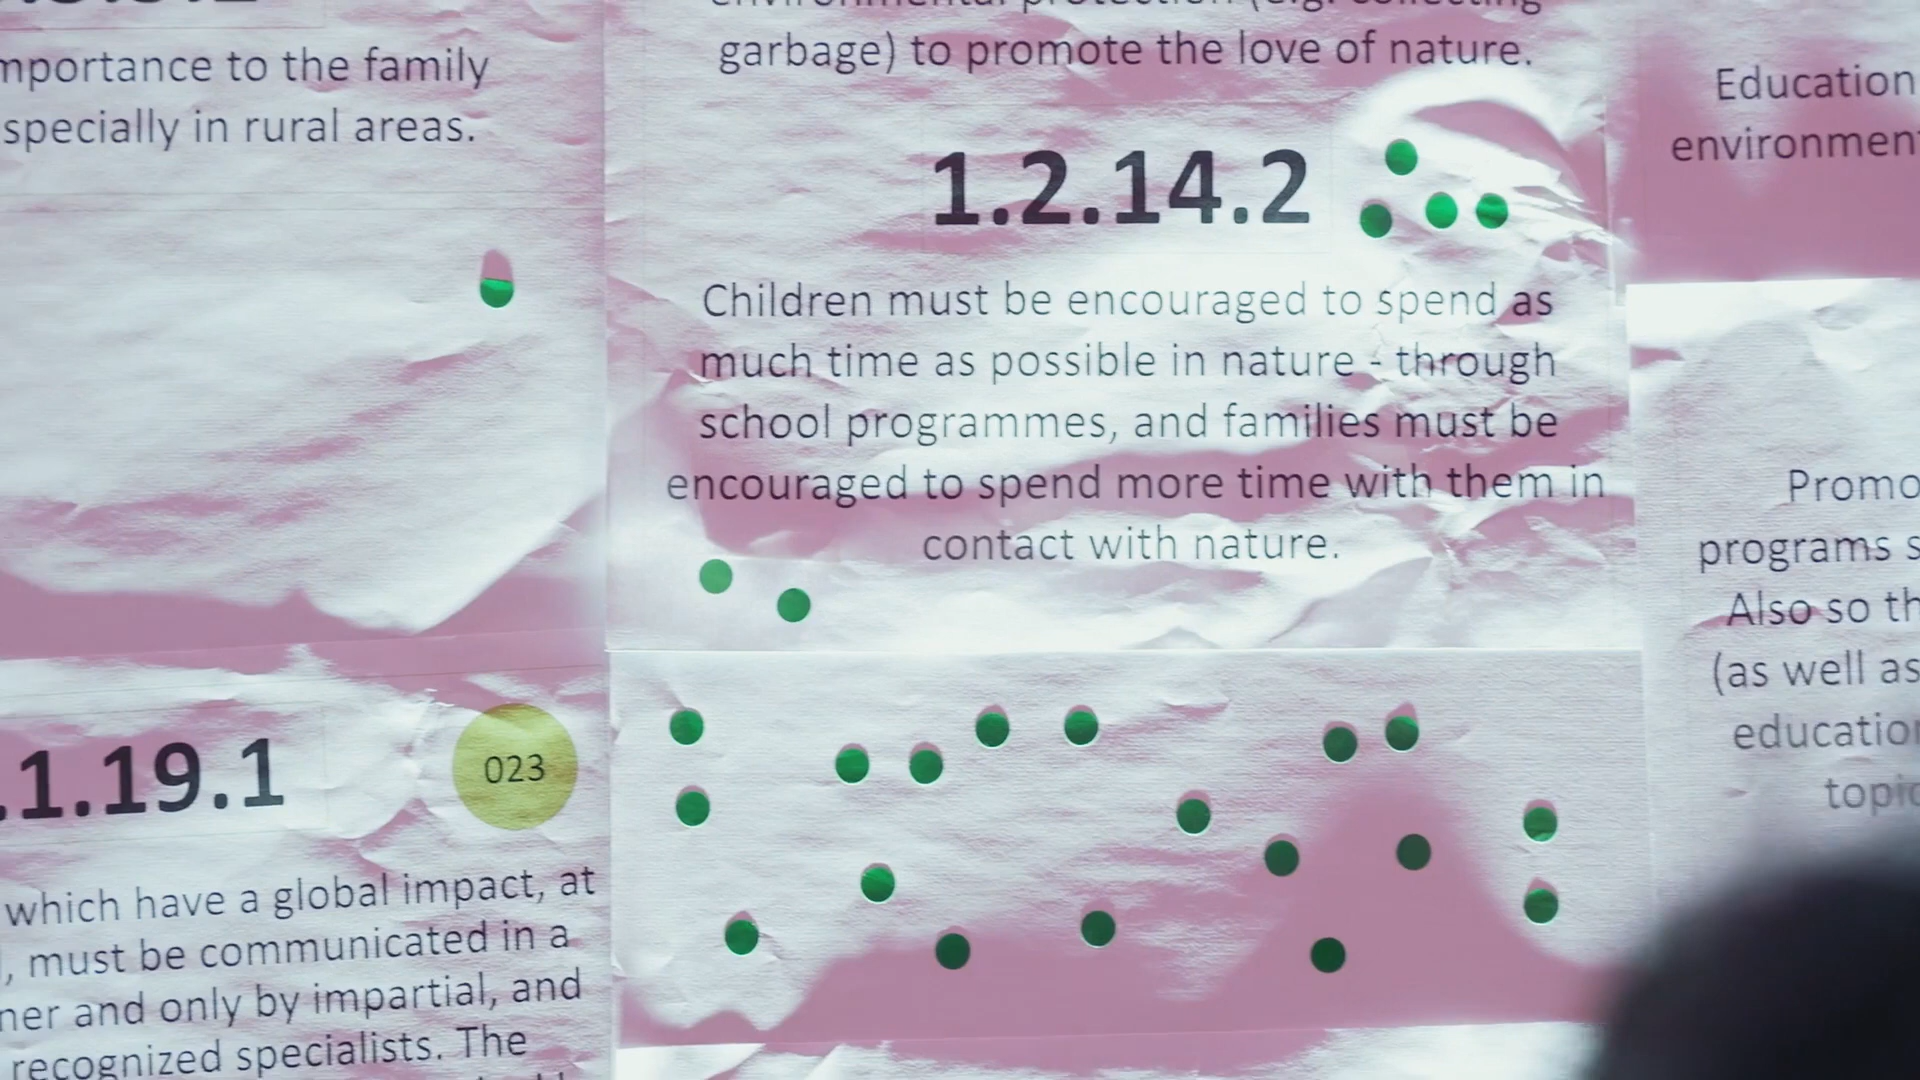 mportance to the family
specially in rural areas.
.1.19.1
023
which have a global impact, at
, must be communicated in a
ner and only by impartial, and
recognized specialists. The
environmental protection (e.g. collecting
garbage) to promote the love of nature.
1.2.14.2
Children must be encouraged to spend as
much time as possible in nature - through
school programmes, and families must be
encouraged to spend more time with them in
contact with nature.
Education
environmen
Promo
programs s
Also so th
(as well as
educatio
topic